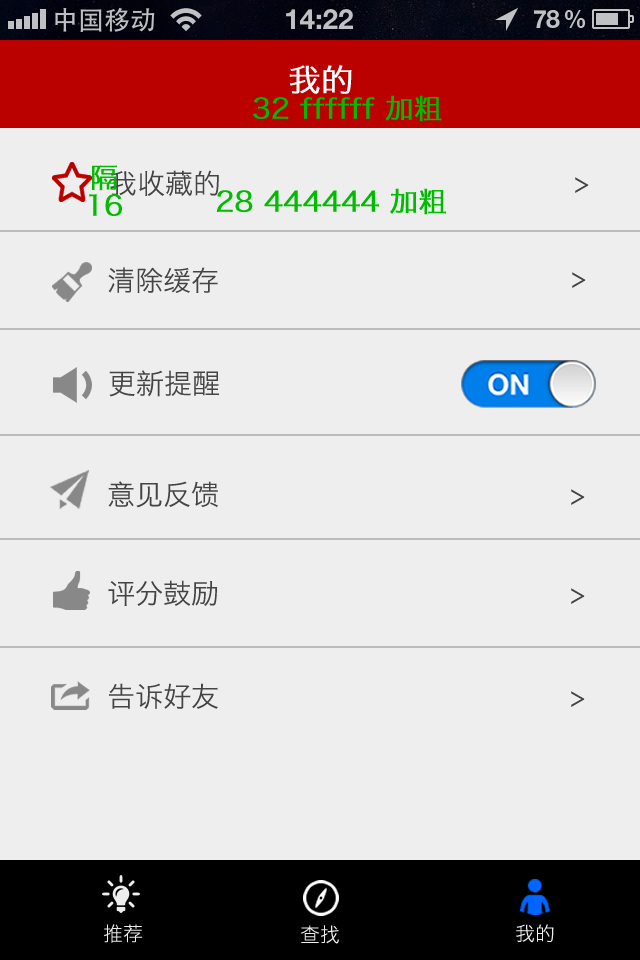 中国移动 14:22 78%
我的
32 ffffff 加粗
隔
我收藏的 >
16
28 444444 加粗
清除缓存 >
更新提醒 ON
意见反馈 >
评分鼓励 >
告诉好友 >
推荐 查找 我的